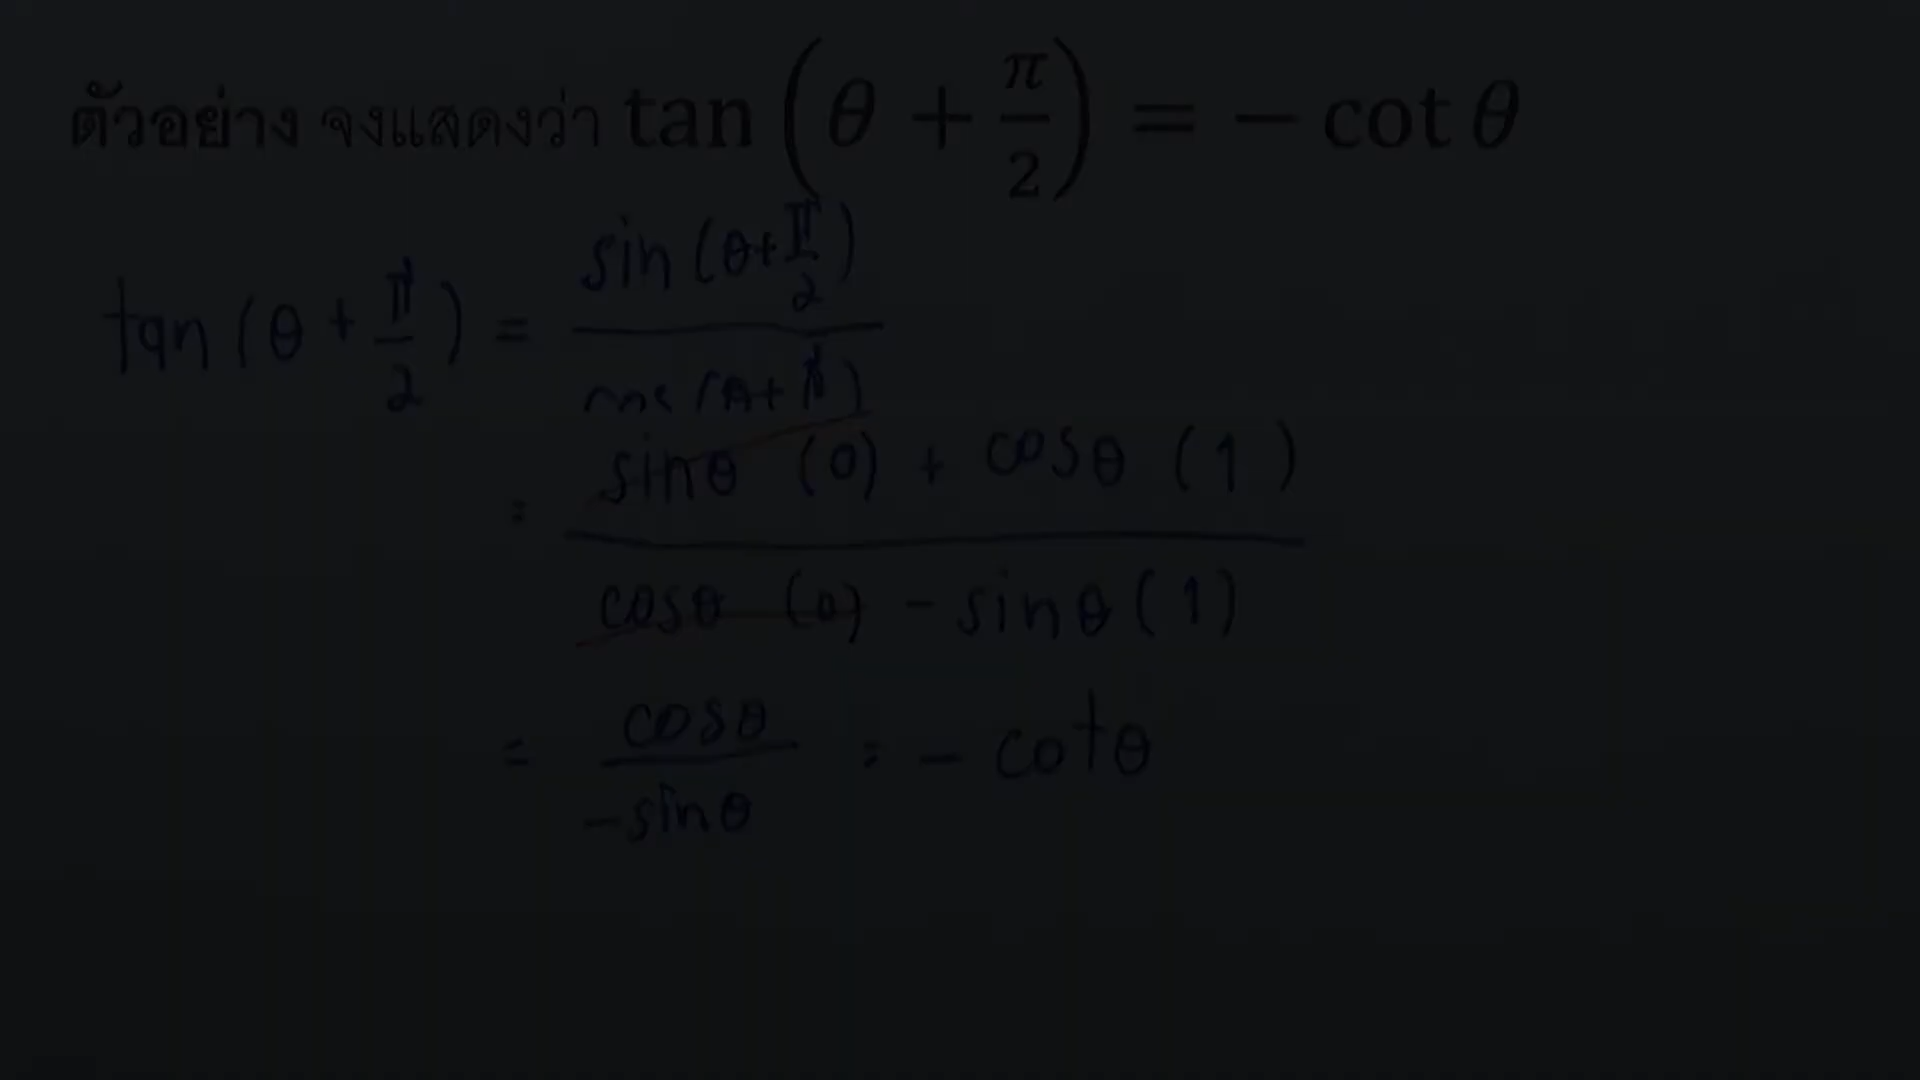 ตัวอย่าง จงแสดงว่า tan (θ + π/2) = − cot θ
tan (θ + π/2) = sin (θ + π/2) / cos (θ + π
= sinθ (0) + cosθ (1) / cosθ (0) - sinθ (1)
= cosθ / -sinθ = - cotθ